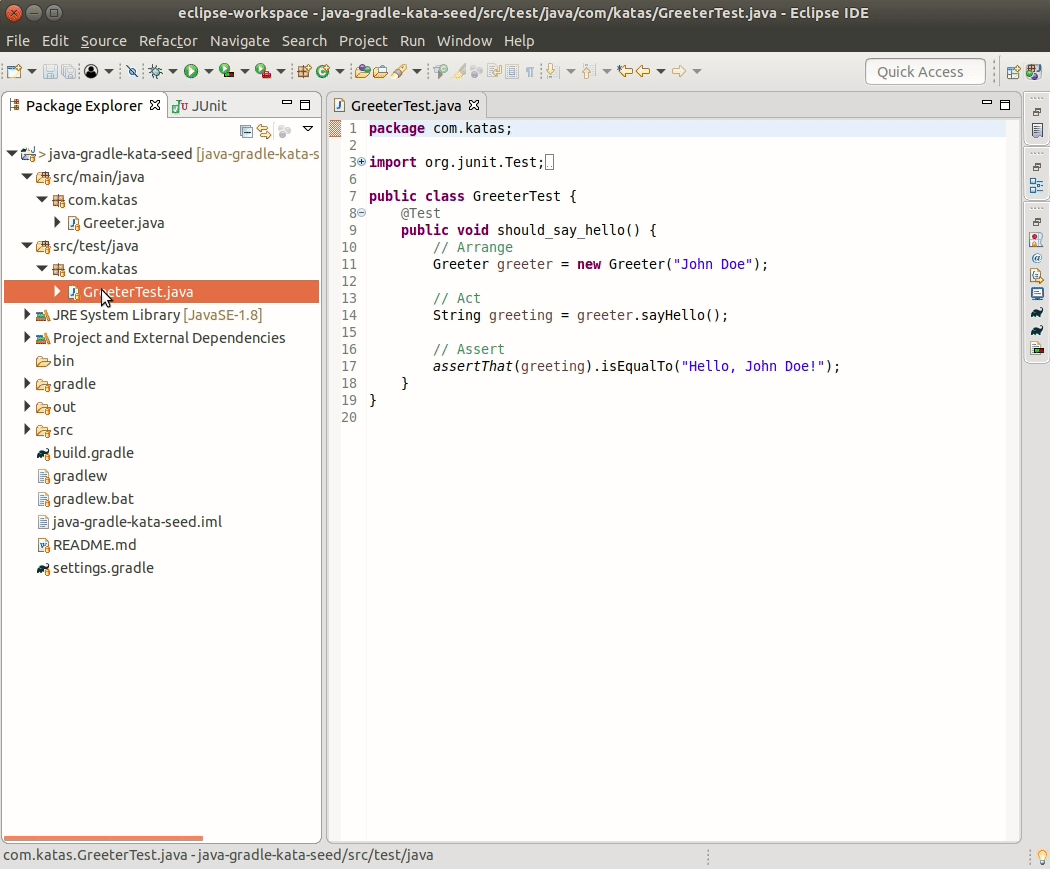 eclipse-workspace - java-gradle-kata-seed/src/test/java/com/katas/GreeterTest.java - Eclipse IDE
File Edit Source Refactor Navigate Search Project Run Window Help
Quick Access
Package Explorer
JUnit
> java-gradle-kata-seed [java-gradle-kata-s
src/main/java
com.katas
Greeter.java
src/test/java
com.katas
GreeterTest.java
JRE System Library [JavaSE-1.8]
Project and External Dependencies
bin
gradle
out
src
build.gradle
gradlew
gradlew.bat
java-gradle-kata-seed.iml
README.md
settings.gradle
GreeterTest.java
1 package com.katas;
2
3 import org.junit.Test;
6
7 public class GreeterTest {
8 @Test
9 public void should_say_hello() {
10 // Arrange
11 Greeter greeter = new Greeter("John Doe");
12
13 // Act
14 String greeting = greeter.sayHello();
15
16 // Assert
17 assertThat(greeting).isEqualTo("Hello, John Doe!");
18 }
19 }
20
com.katas.GreeterTest.java - java-gradle-kata-seed/src/test/java